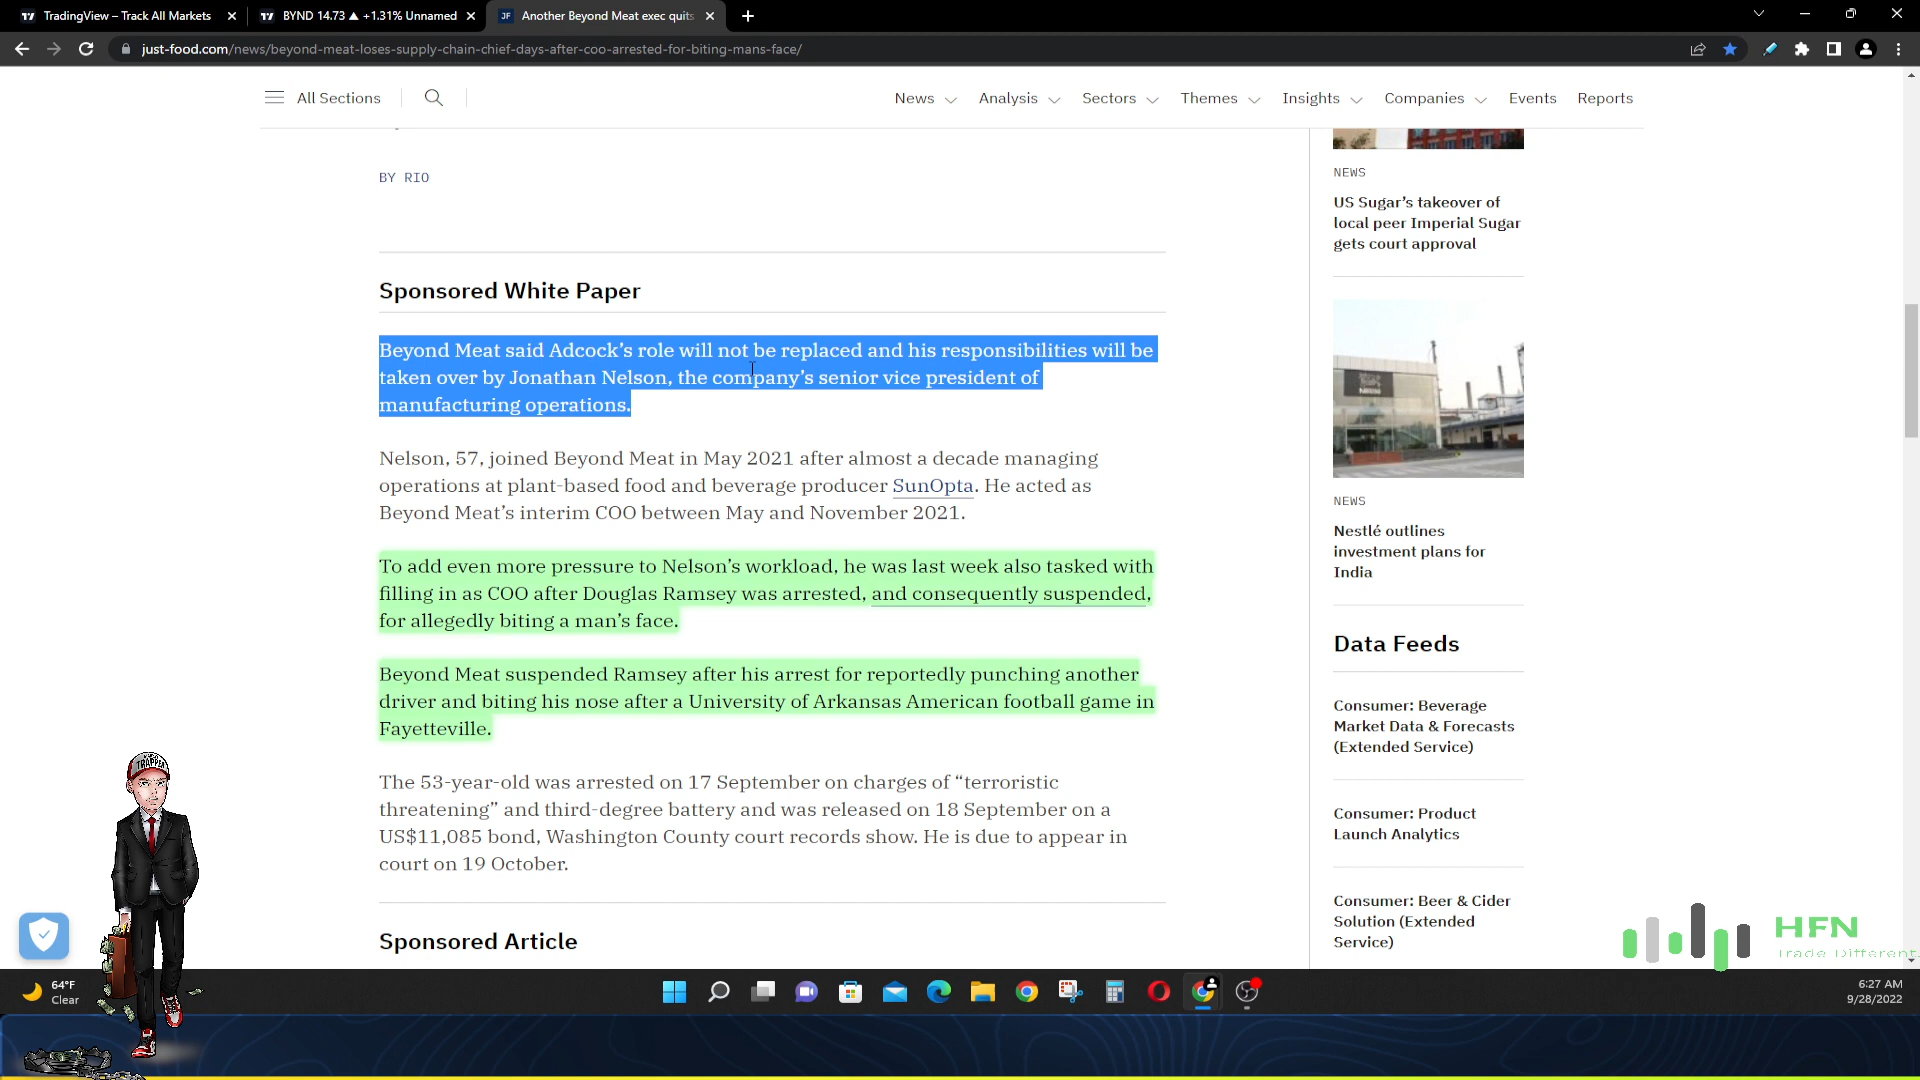 TradingView – Track All Markets
BYND 14.73 ▲ +1.31% Unnamed
Another Beyond Meat exec quits
just-food.com/news/beyond-meat-loses-supply-chain-chief-days-after-coo-arrested-for-biting-mans-face/
All Sections
News
Analysis
Sectors
Themes
Insights
Companies
Events
Reports
BY RIO
Sponsored White Paper
Beyond Meat said Adcock’s role will not be replaced and his responsibilities will be
taken over by Jonathan Nelson, the company’s senior vice president of
manufacturing operations.
Nelson, 57, joined Beyond Meat in May 2021 after almost a decade managing
operations at plant-based food and beverage producer SunOpta. He acted as
Beyond Meat’s interim COO between May and November 2021.
To add even more pressure to Nelson’s workload, he was last week also tasked with
filling in as COO after Douglas Ramsey was arrested, and consequently suspended,
for allegedly biting a man’s face.
Beyond Meat suspended Ramsey after his arrest for reportedly punching another
driver and biting his nose after a University of Arkansas American football game in
Fayetteville.
The 53-year-old was arrested on 17 September on charges of “terroristic
threatening” and third-degree battery and was released on 18 September on a
US$11,085 bond, Washington County court records show. He is due to appear in
court on 19 October.
Sponsored Article
NEWS
US Sugar’s takeover of
local peer Imperial Sugar
gets court approval
NEWS
Nestlé outlines
investment plans for
India
Data Feeds
Consumer: Beverage
Market Data & Forecasts
(Extended Service)
Consumer: Product
Launch Analytics
Consumer: Beer & Cider
Solution (Extended
Service)
TRAPPER
HFN
Trade Different
64°F
Clear
6:27 AM
9/28/2022